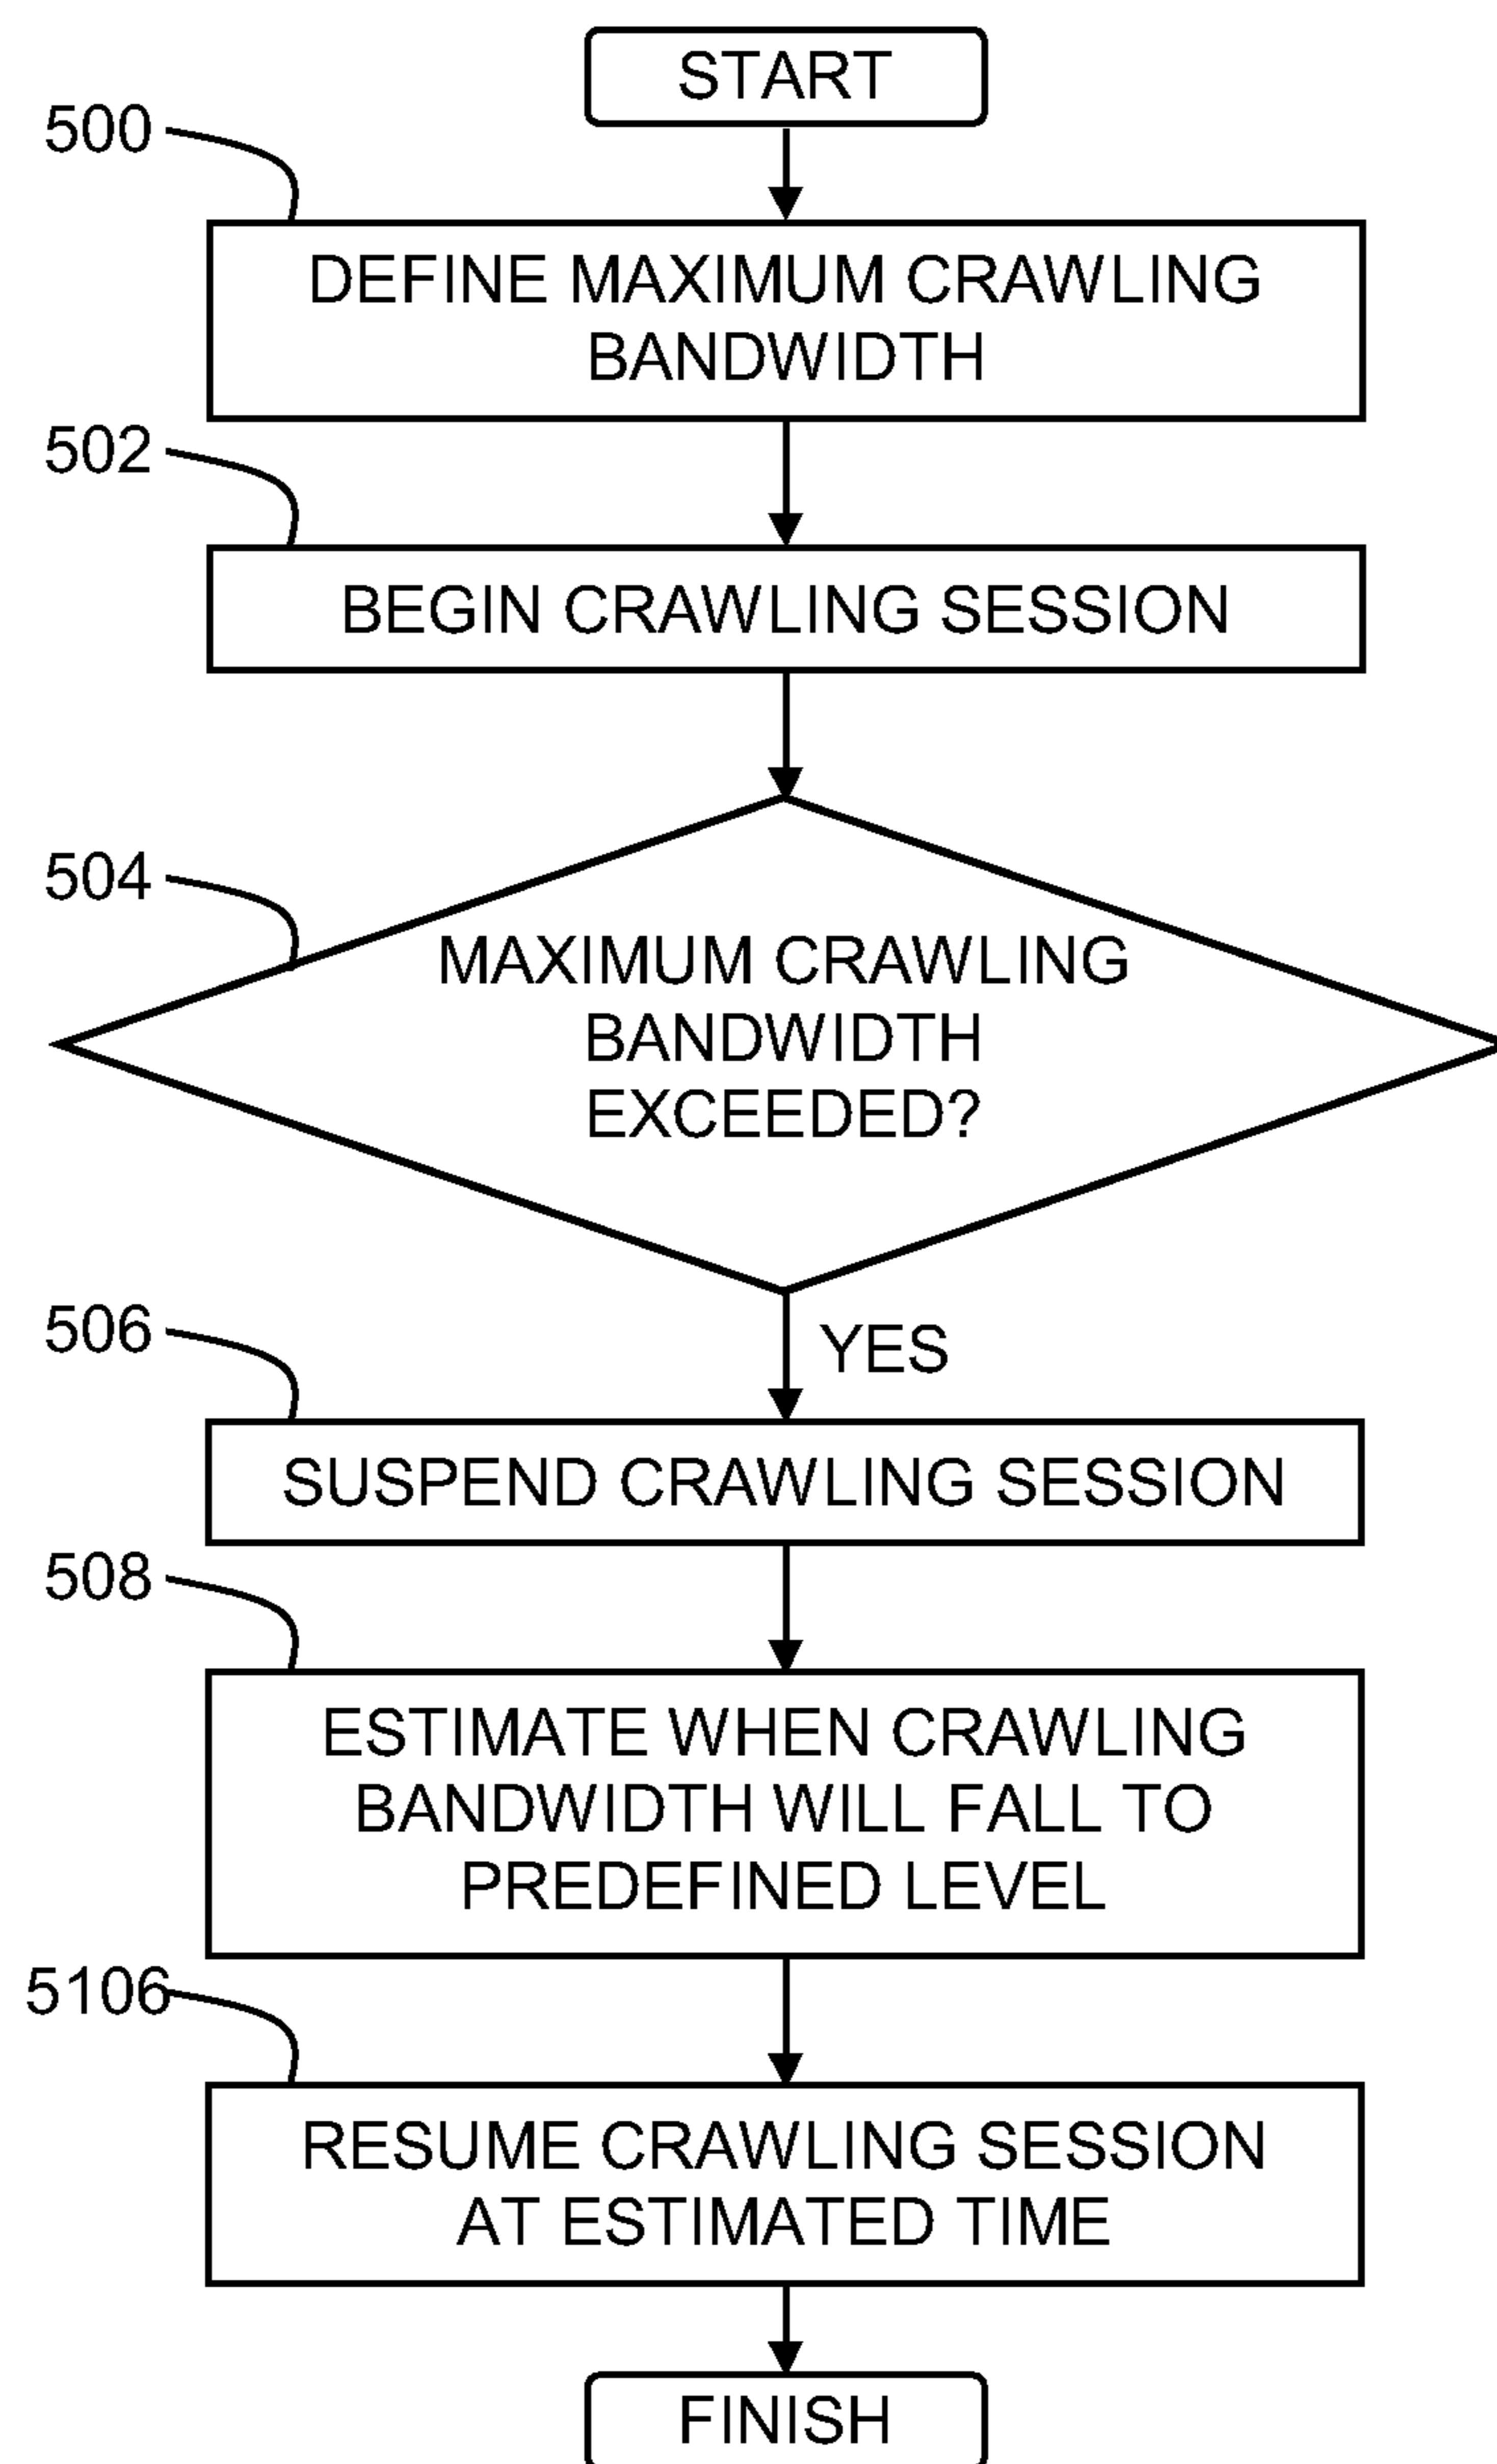 START
500
DEFINE MAXIMUM CRAWLING
BANDWIDTH
502
BEGIN CRAWLING SESSION
504
MAXIMUM CRAWLING
BANDWIDTH
EXCEEDED?
YES
506
SUSPEND CRAWLING SESSION
508
ESTIMATE WHEN CRAWLING
BANDWIDTH WILL FALL TO
PREDEFINED LEVEL
5106
RESUME CRAWLING SESSION
AT ESTIMATED TIME
FINISH